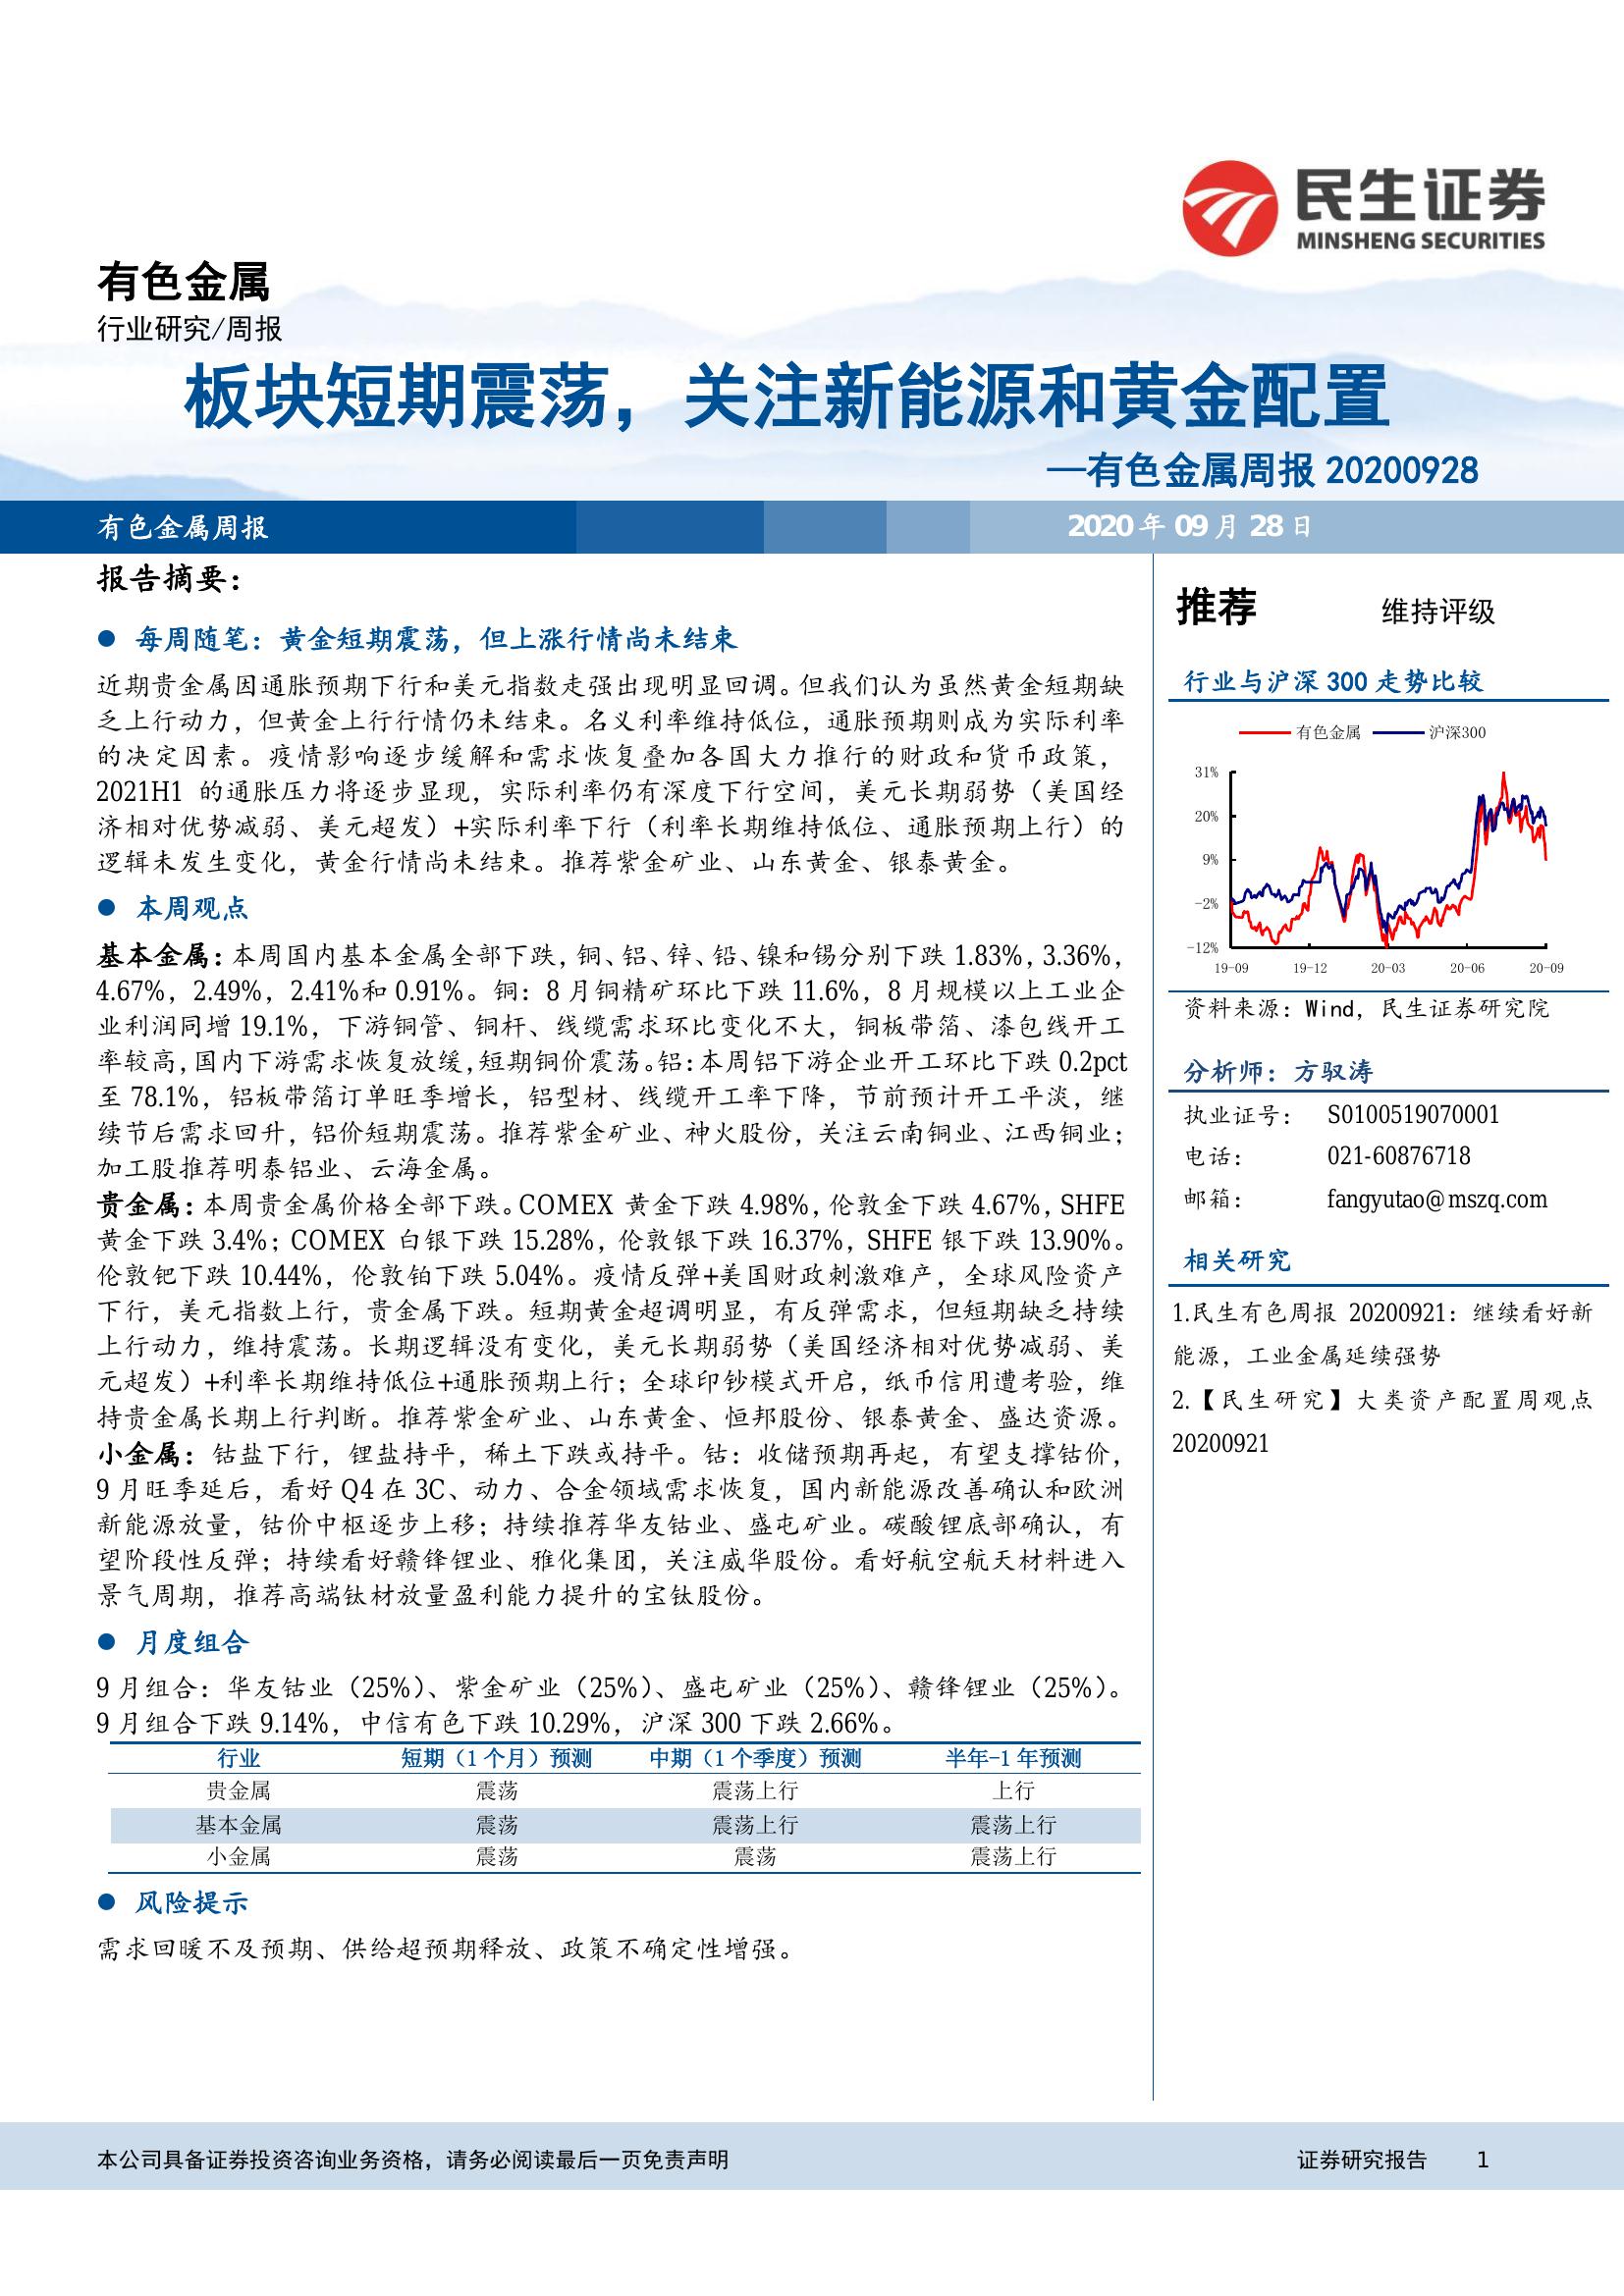 民生证券
MINSHENG SECURITIES
有色金属
行业研究/周报
板块短期震荡，关注新能源和黄金配置
—有色金属周报 20200928
有色金属周报
2020 年 09 月 28 日
报告摘要：
● 每周随笔：黄金短期震荡，但上涨行情尚未结束
近期贵金属因通胀预期下行和美元指数走强出现明显回调。但我们认为虽然黄金短期缺
乏上行动力，但黄金上行行情仍未结束。名义利率维持低位，通胀预期则成为实际利率
的决定因素。疫情影响逐步缓解和需求恢复叠加各国大力推行的财政和货币政策，
2021H1 的通胀压力将逐步显现，实际利率仍有深度下行空间，美元长期弱势（美国经
济相对优势减弱、美元超发）+实际利率下行（利率长期维持低位、通胀预期上行）的
逻辑未发生变化，黄金行情尚未结束。推荐紫金矿业、山东黄金、银泰黄金。
● 本周观点
基本金属：本周国内基本金属全部下跌，铜、铝、锌、铅、镍和锡分别下跌 1.83%，3.36%，
4.67%，2.49%，2.41%和 0.91%。铜：8 月铜精矿环比下跌 11.6%，8 月规模以上工业企
业利润同增 19.1%，下游铜管、铜杆、线缆需求环比变化不大，铜板带箔、漆包线开工
率较高，国内下游需求恢复放缓，短期铜价震荡。铝：本周铝下游企业开工环比下跌 0.2pct
至 78.1%，铝板带箔订单旺季增长，铝型材、线缆开工率下降，节前预计开工平淡，继
续节后需求回升，铝价短期震荡。推荐紫金矿业、神火股份，关注云南铜业、江西铜业；
加工股推荐明泰铝业、云海金属。
贵金属：本周贵金属价格全部下跌。COMEX 黄金下跌 4.98%，伦敦金下跌 4.67%，SHFE
黄金下跌 3.4%；COMEX 白银下跌 15.28%，伦敦银下跌 16.37%，SHFE 银下跌 13.90%。
伦敦钯下跌 10.44%，伦敦铂下跌 5.04%。疫情反弹+美国财政刺激难产，全球风险资产
下行，美元指数上行，贵金属下跌。短期黄金超调明显，有反弹需求，但短期缺乏持续
上行动力，维持震荡。长期逻辑没有变化，美元长期弱势（美国经济相对优势减弱、美
元超发）+利率长期维持低位+通胀预期上行；全球印钞模式开启，纸币信用遭考验，维
持贵金属长期上行判断。推荐紫金矿业、山东黄金、恒邦股份、银泰黄金、盛达资源。
小金属：钴盐下行，锂盐持平，稀土下跌或持平。钴：收储预期再起，有望支撑钴价，
9 月旺季延后，看好 Q4 在 3C、动力、合金领域需求恢复，国内新能源改善确认和欧洲
新能源放量，钴价中枢逐步上移；持续推荐华友钴业、盛屯矿业。碳酸锂底部确认，有
望阶段性反弹；持续看好赣锋锂业、雅化集团，关注威华股份。看好航空航天材料进入
景气周期，推荐高端钛材放量盈利能力提升的宝钛股份。
● 月度组合
9 月组合：华友钴业（25%）、紫金矿业（25%）、盛屯矿业（25%）、赣锋锂业（25%）。
9 月组合下跌 9.14%，中信有色下跌 10.29%，沪深 300 下跌 2.66%。
行业 短期（1 个月）预测 中期（1 个季度）预测 半年-1 年预测
贵金属 震荡 震荡上行 上行
基本金属 震荡 震荡上行 震荡上行
小金属 震荡 震荡 震荡上行
● 风险提示
需求回暖不及预期、供给超预期释放、政策不确定性增强。
推荐 维持评级
行业与沪深 300 走势比较
有色金属 沪深300
31%
20%
9%
-2%
-12%
19-09 19-12 20-03 20-06 20-09
资料来源：Wind，民生证券研究院
分析师：方驭涛
执业证号： S0100519070001
电话： 021-60876718
邮箱： fangyutao@mszq.com
相关研究
1.民生有色周报 20200921：继续看好新
能源，工业金属延续强势
2.【民生研究】大类资产配置周观点
20200921
本公司具备证券投资咨询业务资格，请务必阅读最后一页免责声明
证券研究报告 1